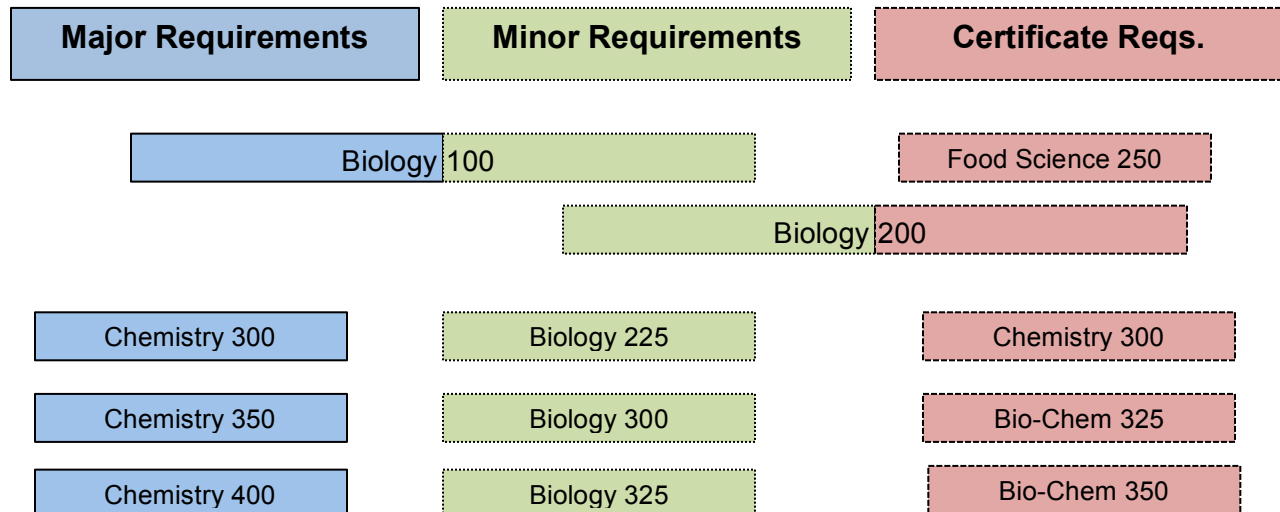 Major Requirements
Minor Requirements
Certificate Reqs.
Biology 100
Food Science 250
Biology 200
Chemistry 300
Biology 225
Chemistry 300
Chemistry 350
Biology 300
Bio-Chem 325
Chemistry 400
Biology 325
Bio-Chem 350